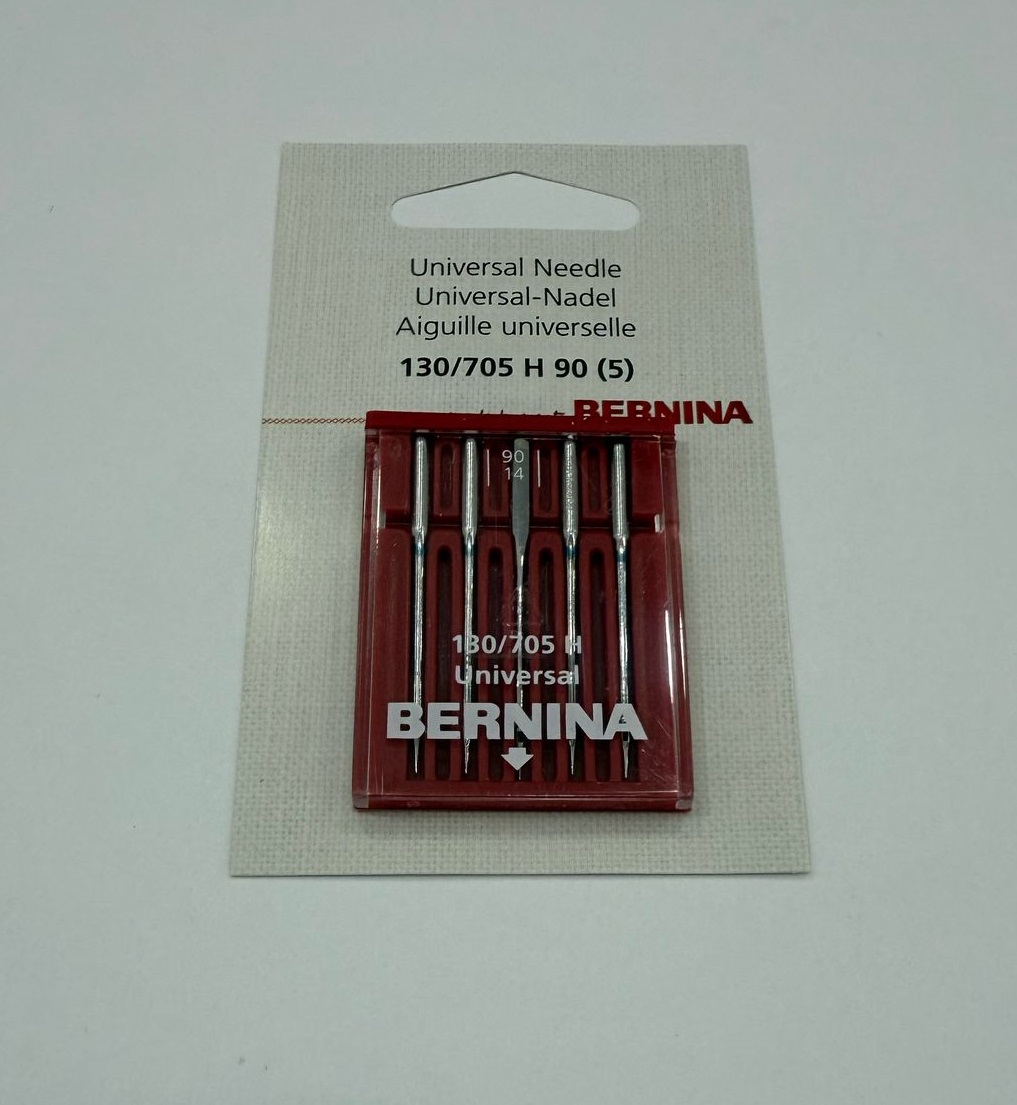 Universal Needle
Universal-Nadel
Aiguille universelle
130/705 H 90 (5)
BERNINA
90
14
130/705 H
Universal
BERNINA